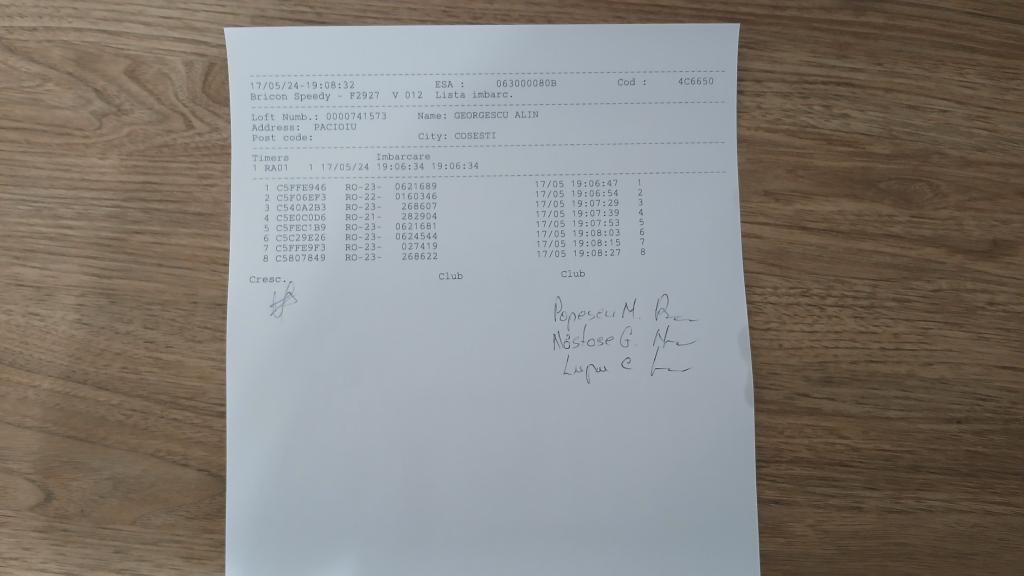 17/05/24-19:08:32 ESA : 063000080B Cod : 4C6650
Bricon Speedy - F2927 V 012 Lista imbarc.
Loft Numb.: 0000741573 Name: GEORGESCU ALIN
Address: PACIOIU
Post code: City: COSESTI
Timers Imbarcare
1 RA01 1 17/05/24 19:06:34 19:06:34
1 C5FFE946 RO-23- 0621689 17/05 19:06:47 1
2 C5F06EF3 RO-22- 0160346 17/05 19:06:54 2
3 C540A2B3 RO-23- 268607 17/05 19:07:29 3
4 C5E0C0D6 RO-21- 282904 17/05 19:07:39 4
5 C5FEC1B9 RO-23- 0621681 17/05 19:07:53 5
6 C5C29E26 RO-23- 0624544 17/05 19:08:03 6
7 C5FFE9F3 RO-23- 027419 17/05 19:08:15 7
8 C5807849 RO-23- 268622 17/05 19:08:27 8
Cresc. Club Club
Popescu M.
Năstase G.
Lupu C